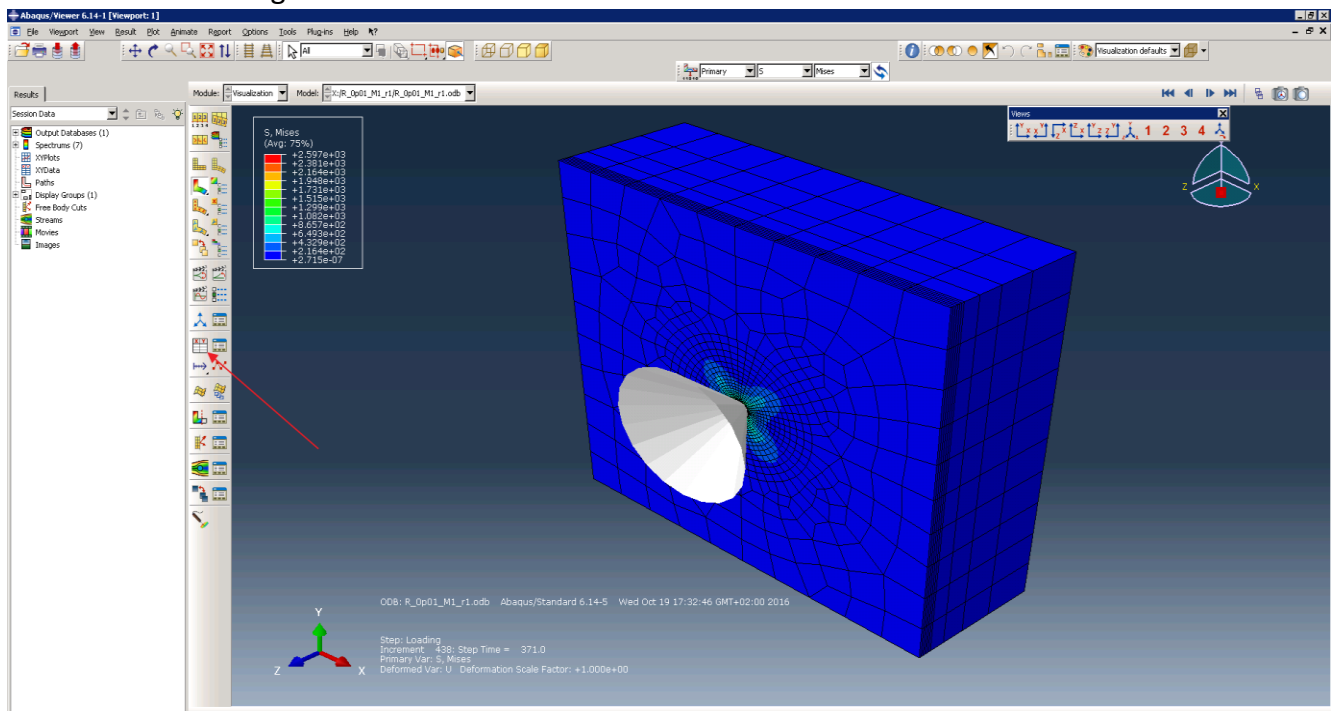 Abaqus/Viewer 6.14-1 [Viewport: 1]
File Viewport View Result Plot Animate Report Options Tools Plug-ins Help
All
Visualization defaults
Primary S Mises
Results Module: Visualization Model: X:/R_0p01_M1_r1/R_0p01_M1_r1.odb
Session Data
Output Databases (1)
Spectrums (7)
XYPlots
XYData
Paths
Display Groups (1)
Free Body Cuts
Streams
Movies
Images
S, Mises
(Avg: 75%)
+2.597e+03
+2.381e+03
+2.164e+03
+1.948e+03
+1.731e+03
+1.515e+03
+1.299e+03
+1.082e+03
+8.657e+02
+6.493e+02
+4.329e+02
+2.164e+02
+2.715e-07
Views
1 2 3 4
Z X
ODB: R_0p01_M1_r1.odb Abaqus/Standard 6.14-5 Wed Oct 19 17:32:46 GMT+02:00 2016
Y
Z X
Step: Loading
Increment 438: Step Time = 371.0
Primary Var: S, Mises
Deformed Var: U Deformation Scale Factor: +1.000e+00